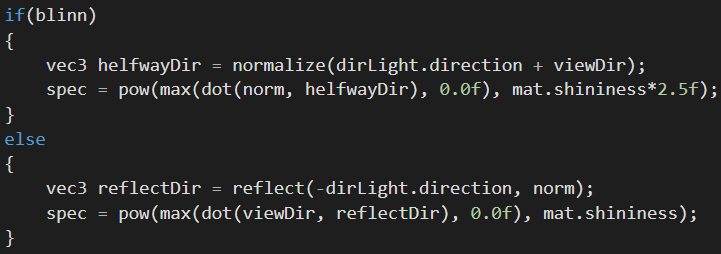 if(blinn)
{
    vec3 helfwayDir = normalize(dirLight.direction + viewDir);
    spec = pow(max(dot(norm, helfwayDir), 0.0f), mat.shininess*2.5f);
}
else
{
    vec3 reflectDir = reflect(-dirLight.direction, norm);
    spec = pow(max(dot(viewDir, reflectDir), 0.0f), mat.shininess);
}